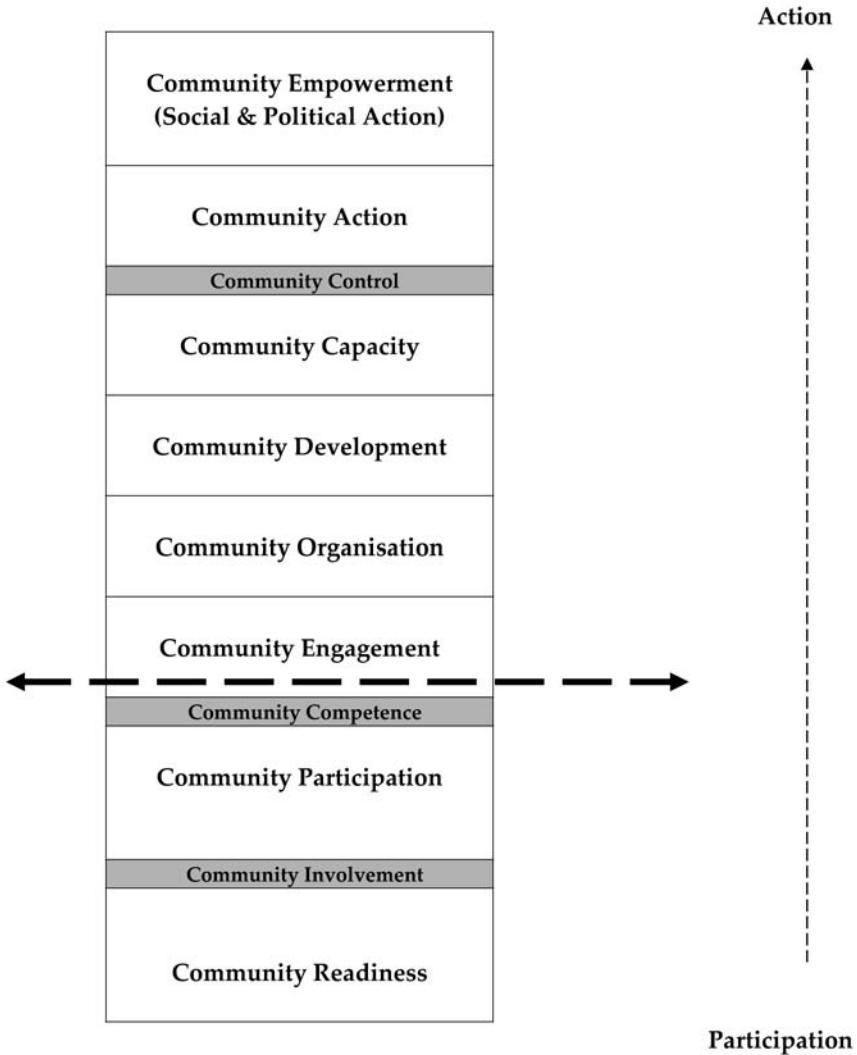 Action
Community Empowerment
(Social & Political Action)
Community Action
Community Control
Community Capacity
Community Development
Community Organisation
Community Engagement
Community Competence
Community Participation
Community Involvement
Community Readiness
Participation